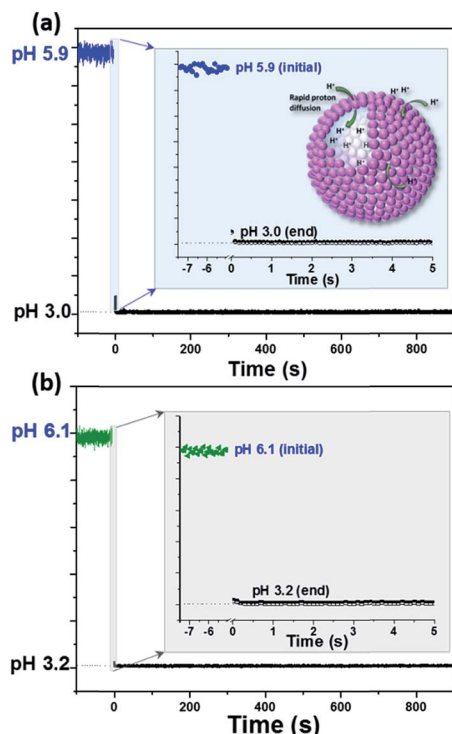 (a)
pH 5.9
pH 5.9 (initial)
H⁺
H⁺ H⁺
Rapid proton
diffusion
H⁺
H⁺ H⁺
H⁺ H
H⁺
H⁺
pH 3.0 (end)
-7 -6 0 1 2 3 4 5
Time (s)
pH 3.0
0 200 400 600 800
Time (s)
(b)
pH 6.1
pH 6.1 (initial)
pH 3.2 (end)
-7 -6 0 1 2 3 4 5
Time (s)
pH 3.2
0 200 400 600 800
Time (s)